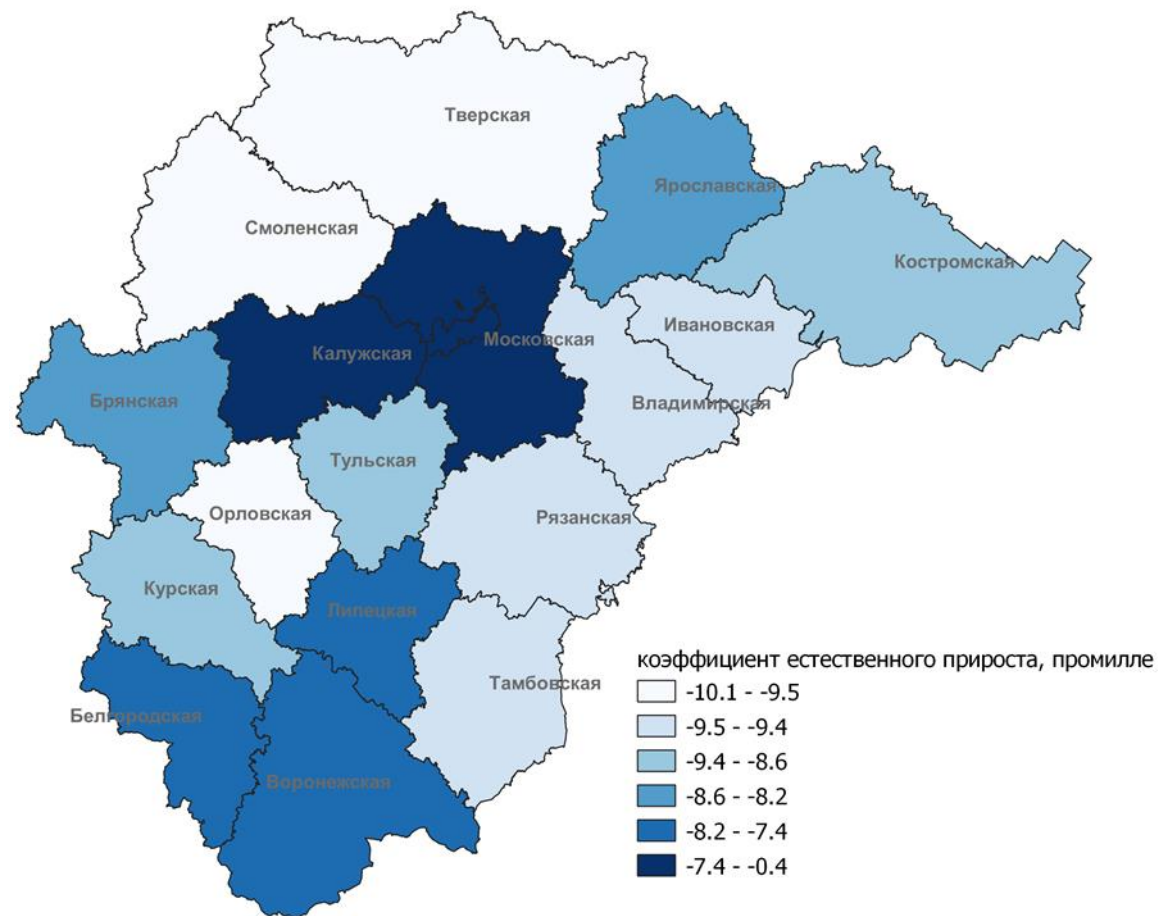 Тверская
Ярославская
Смоленская
Костромская
Ивановская
Московская
Калужская
Брянская
Владимирская
Тульская
Орловская
Рязанская
Курская
Липецкая
Тамбовская
Белгородская
Воронежская
коэффициент естественного прироста, промилле
-10.1 - -9.5
-9.5 - -9.4
-9.4 - -8.6
-8.6 - -8.2
-8.2 - -7.4
-7.4 - -0.4